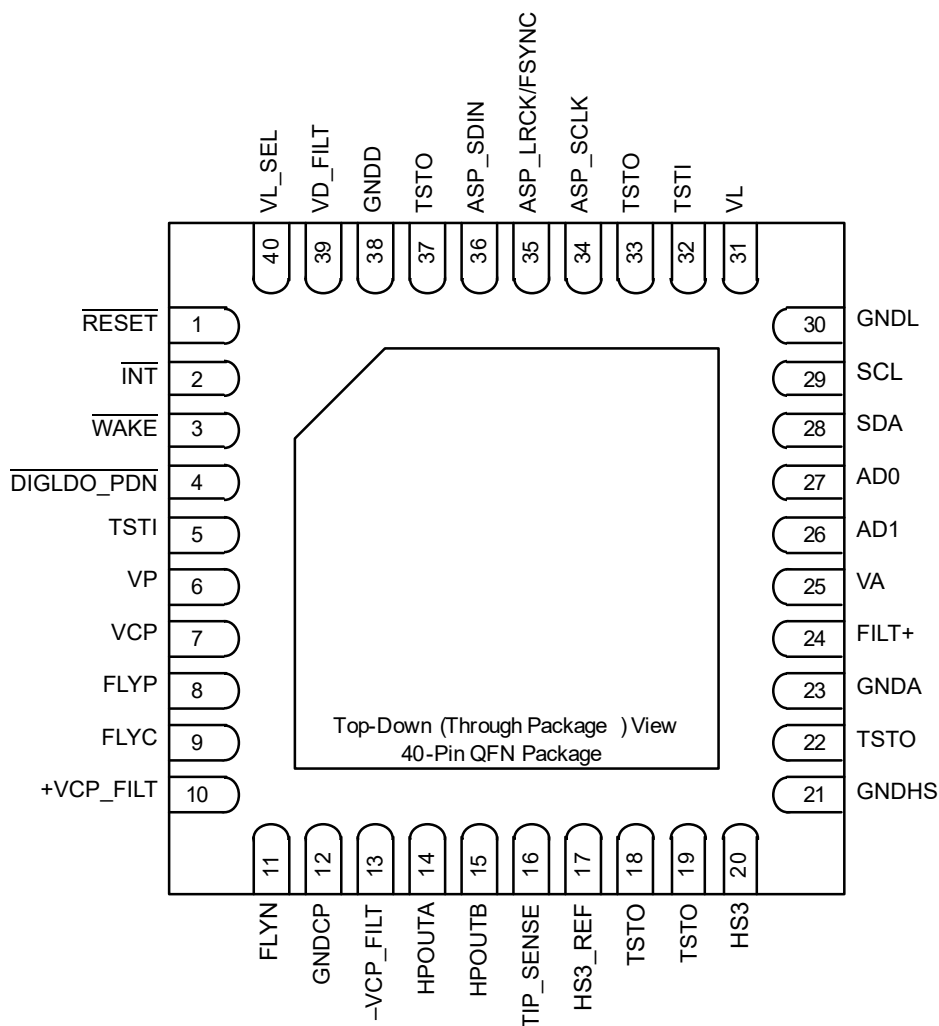 VL_SEL
VD_FILT
GNDD
TSTO
ASP_SDIN
ASP_LRCK/FSYNC
ASP_SCLK
TSTO
TSTI
VL
40
39
38
37
36
35
34
33
32
31
RESET 1
INT 2
WAKE 3
DIGLDO_PDN 4
TSTI 5
VP 6
VCP 7
FLYP 8
FLYC 9
+VCP_FILT 10
30 GNDL
29 SCL
28 SDA
27 AD0
26 AD1
25 VA
24 FILT+
23 GNDA
22 TSTO
21 GNDHS
Top-Down (Through Package ) View
40-Pin QFN Package
11
12
13
14
15
16
17
18
19
20
FLYN
GNDCP
–VCP_FILT
HPOUTA
HPOUTB
TIP_SENSE
HS3_REF
TSTO
TSTO
HS3